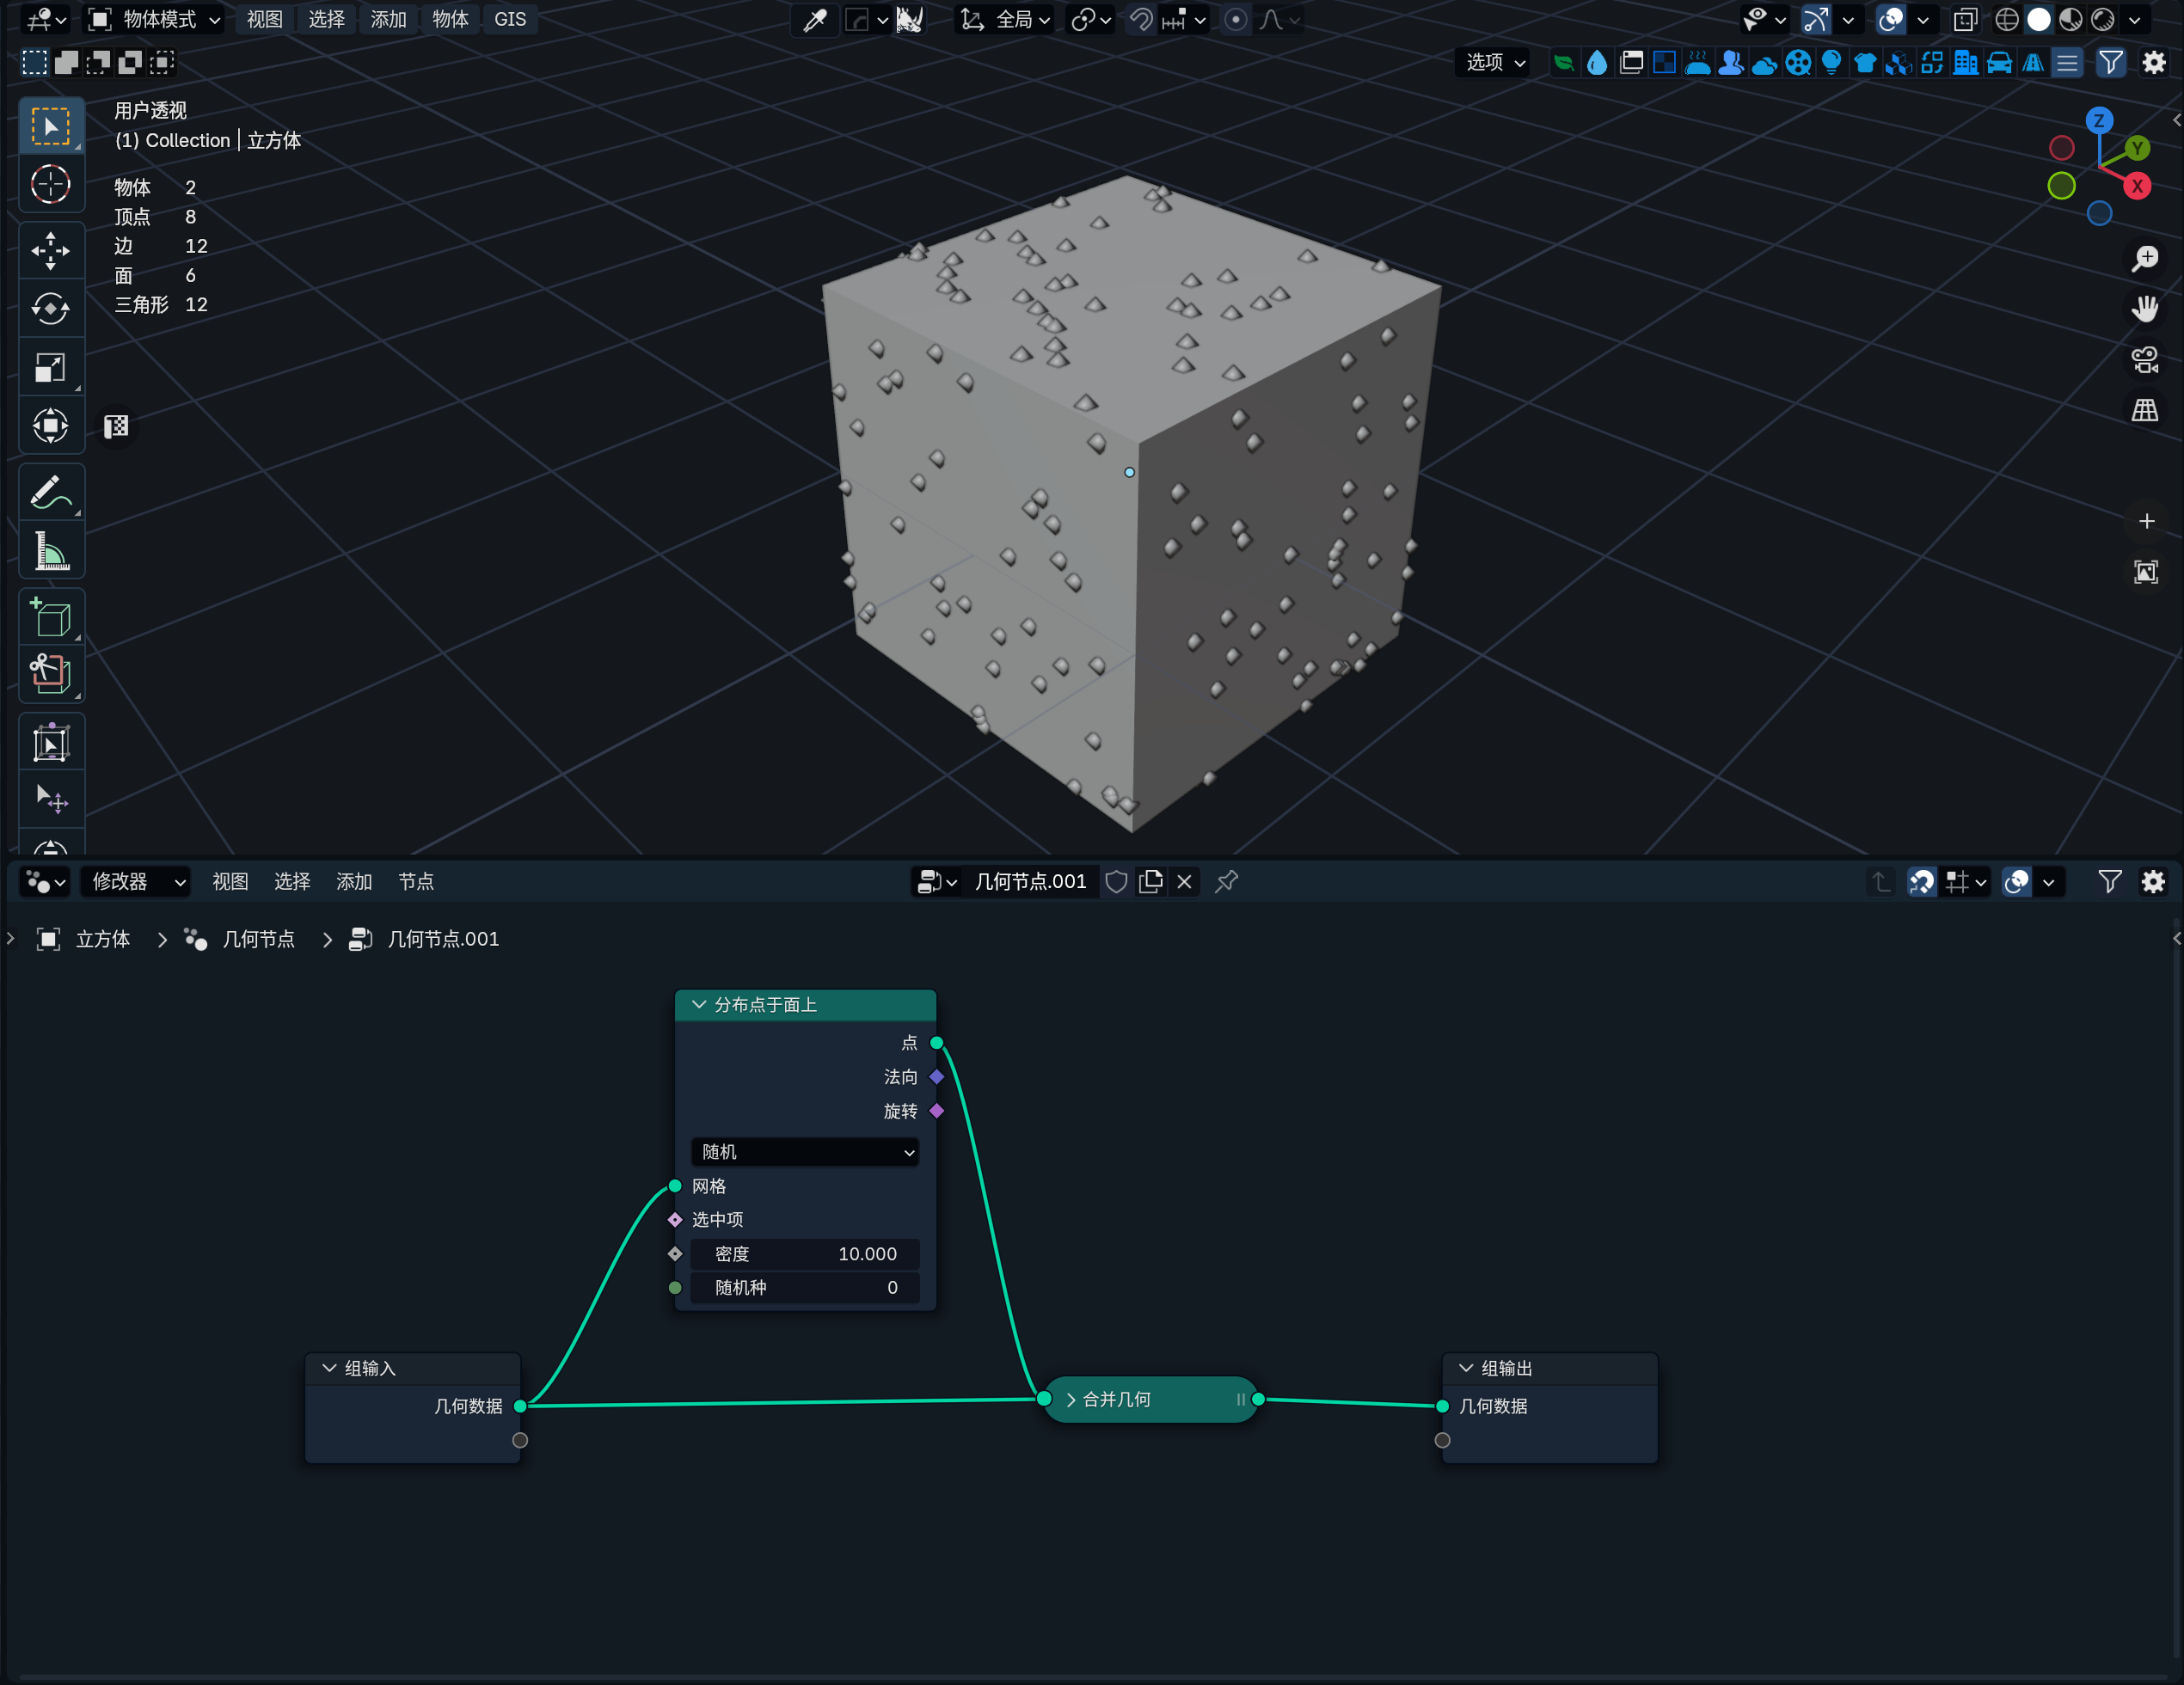 物体模式 视图 选择 添加 物体 GIS 全局
选项
用户透视
(1) Collection | 立方体
物体 2
顶点 8
边 12
面 6
三角形 12
Z
Y
X
修改器 视图 选择 添加 节点 几何节点.001
立方体 几何节点 几何节点.001
分布点于面上
点
法向
旋转
随机
网格
选中项
密度 10.000
随机种 0
组输入
几何数据
合并几何
组输出
几何数据